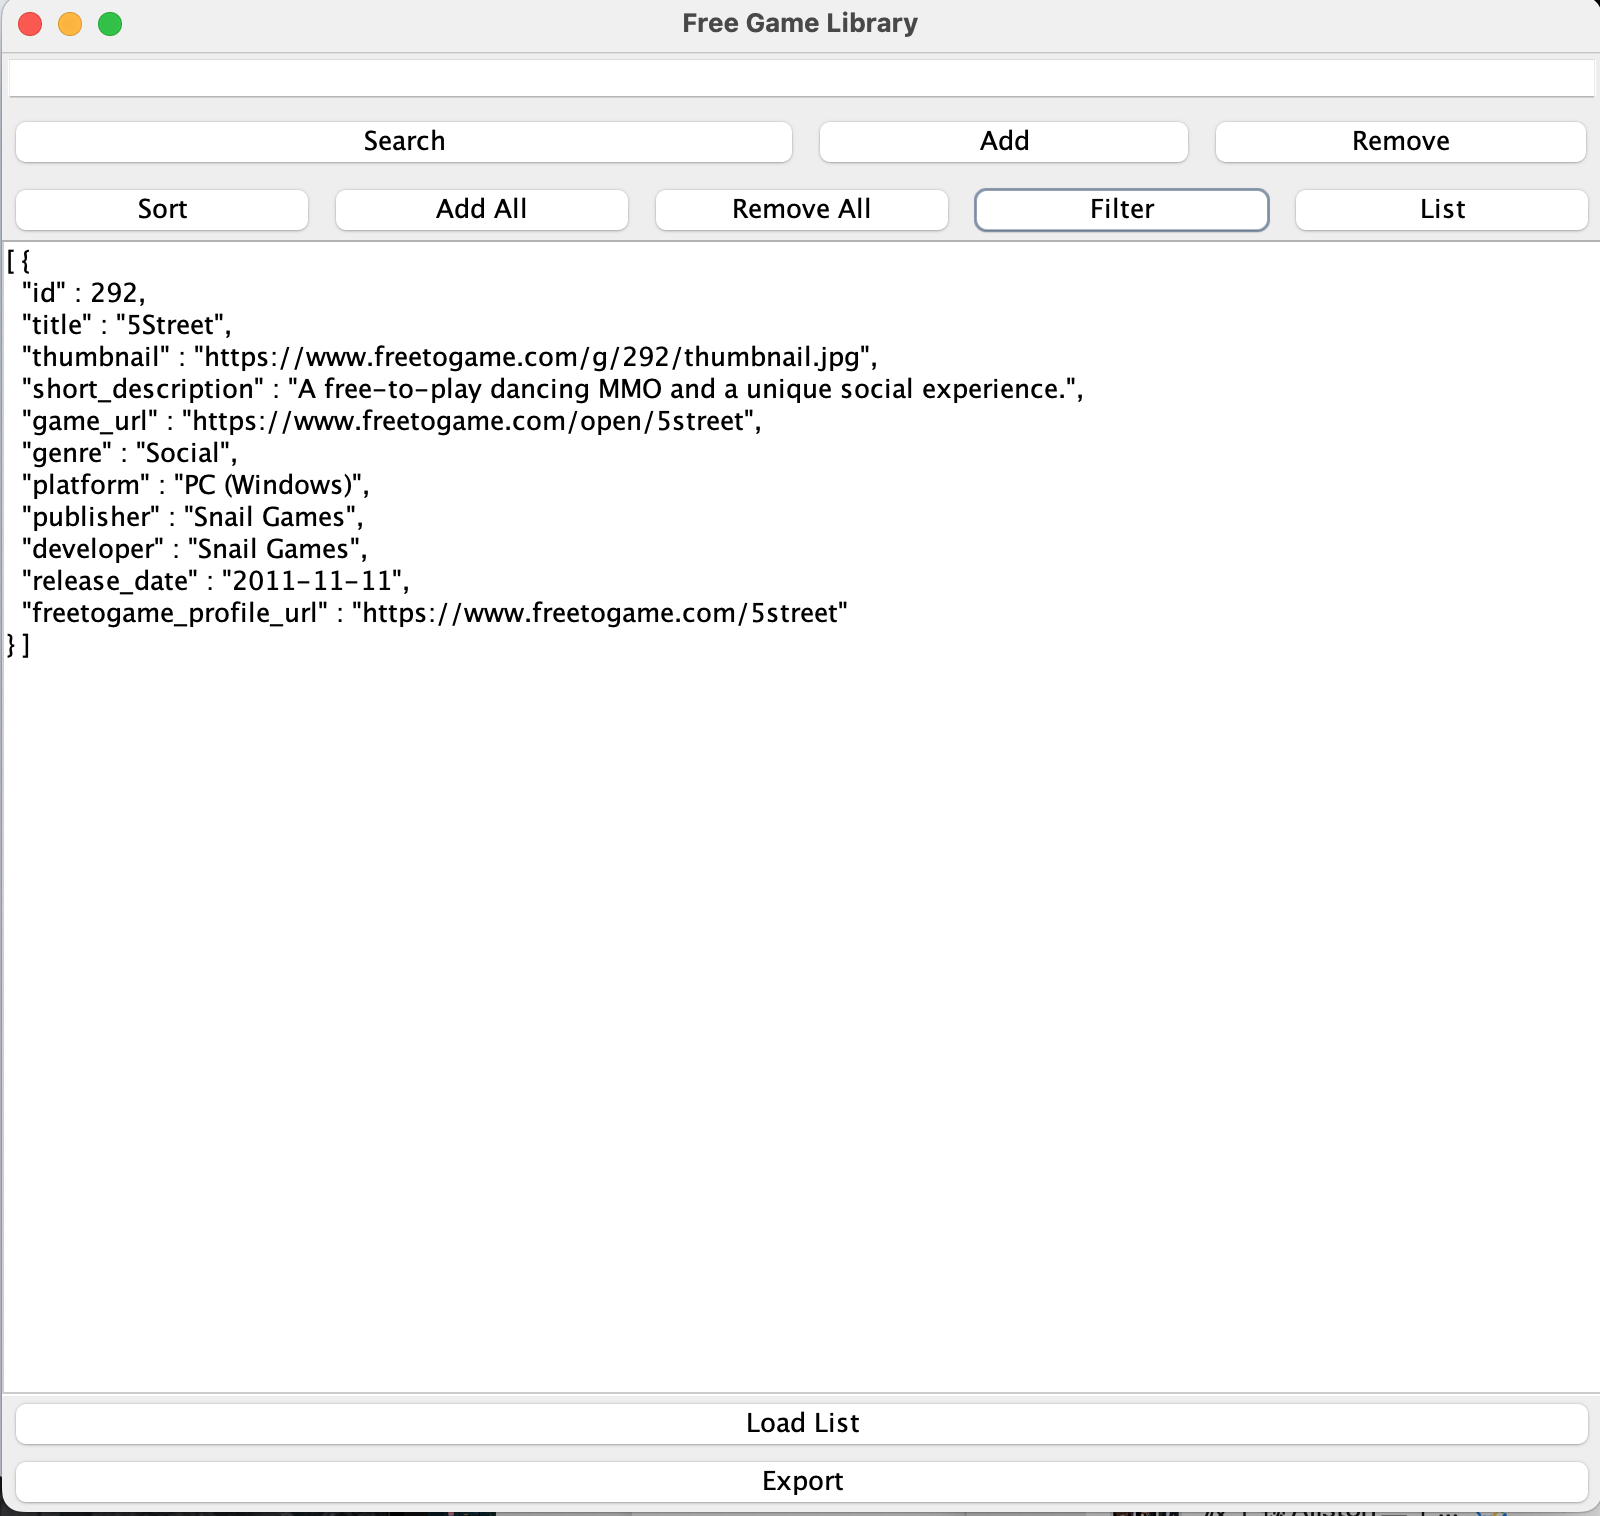 Free Game Library
Search Add Remove
Sort Add All Remove All Filter List
[ {
"id" : 292,
"title" : "5Street",
"thumbnail" : "https://www.freetogame.com/g/292/thumbnail.jpg",
"short_description" : "A free-to-play dancing MMO and a unique social experience.",
"game_url" : "https://www.freetogame.com/open/5street",
"genre" : "Social",
"platform" : "PC (Windows)",
"publisher" : "Snail Games",
"developer" : "Snail Games",
"release_date" : "2011-11-11",
"freetogame_profile_url" : "https://www.freetogame.com/5street"
} ]
Load List
Export